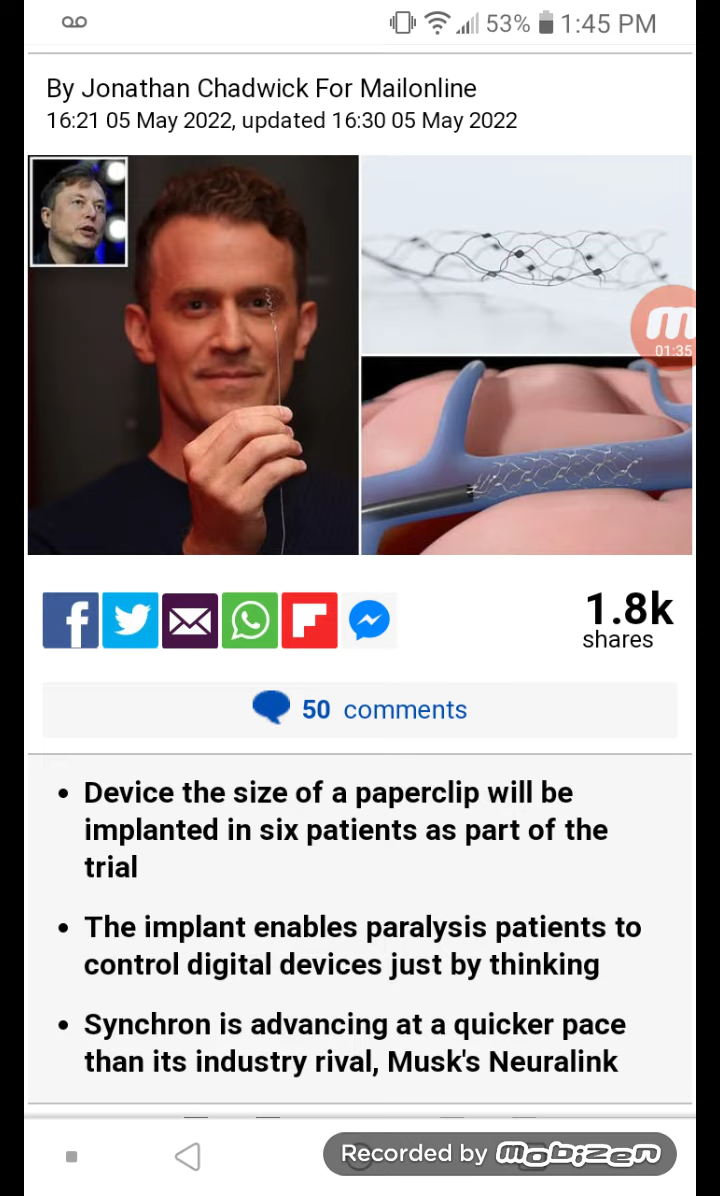 53% 1:45 PM
By Jonathan Chadwick For Mailonline
16:21 05 May 2022, updated 16:30 05 May 2022
01:35
1.8k
shares
50 comments
• Device the size of a paperclip will be
implanted in six patients as part of the
trial
• The implant enables paralysis patients to
control digital devices just by thinking
• Synchron is advancing at a quicker pace
than its industry rival, Musk's Neuralink
Recorded by mobizen